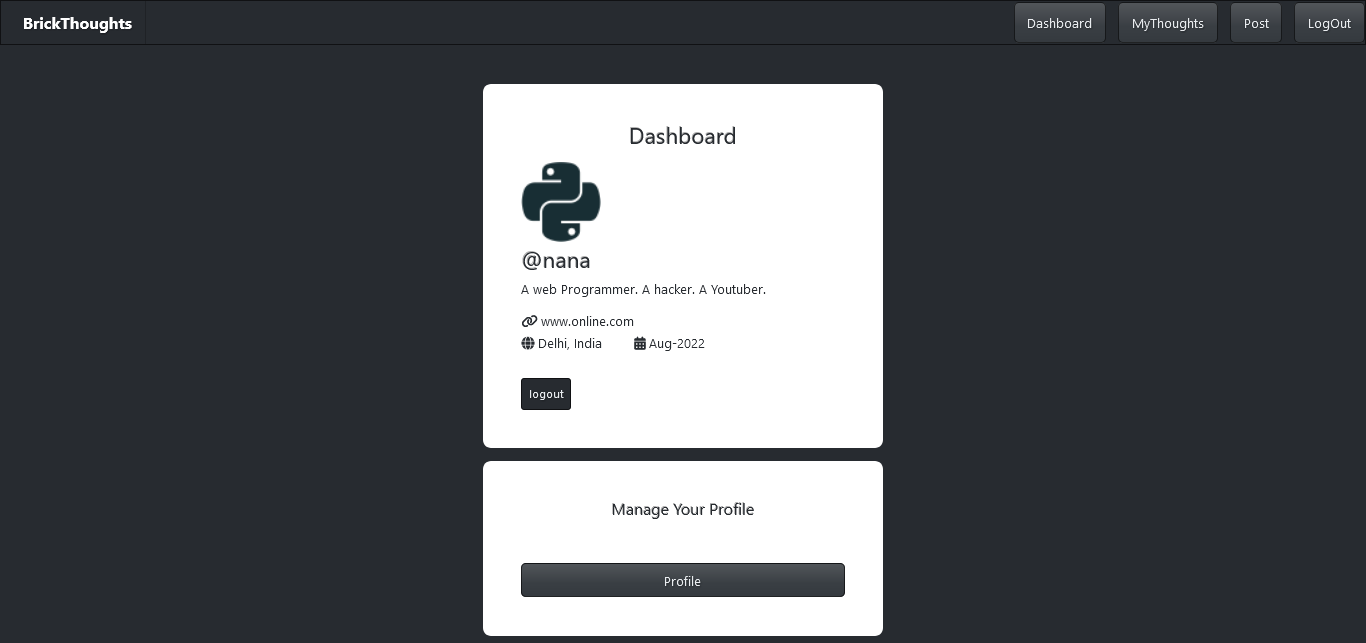 BrickThoughts Dashboard MyThoughts Post LogOut
Dashboard
@nana
A web Programmer. A hacker. A Youtuber.
www.online.com
Delhi, India Aug-2022
logout
Manage Your Profile
Profile